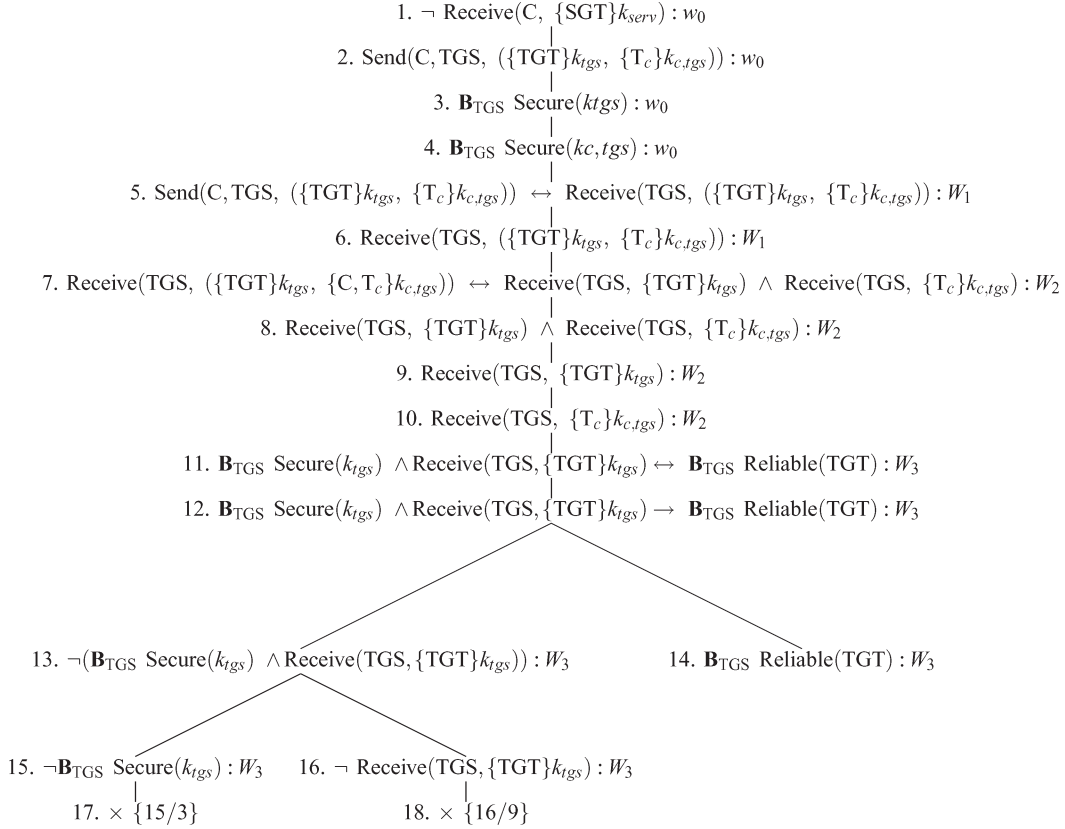 1. ¬ Receive(C, {SGT}k_serv) : w₀
2. Send(C,TGS, ({TGT}k_tgs, {T_c}k_c,tgs)) : w₀
3. B_TGS Secure(ktgs) : w₀
4. B_TGS Secure(kc,tgs) : w₀
5. Send(C,TGS, ({TGT}k_tgs, {T_c}k_c,tgs)) ↔ Receive(TGS, ({TGT}k_tgs, {T_c}k_c,tgs)) : W₁
6. Receive(TGS, ({TGT}k_tgs, {T_c}k_c,tgs)) : W₁
7. Receive(TGS, ({TGT}k_tgs, {C,T_c}k_c,tgs)) ↔ Receive(TGS, {TGT}k_tgs) ∧ Receive(TGS, {T_c}k_c,tgs) : W₂
8. Receive(TGS, {TGT}k_tgs) ∧ Receive(TGS, {T_c}k_c,tgs) : W₂
9. Receive(TGS, {TGT}k_tgs) : W₂
10. Receive(TGS, {T_c}k_c,tgs) : W₂
11. B_TGS Secure(k_tgs) ∧Receive(TGS,{TGT}k_tgs) ↔ B_TGS Reliable(TGT) : W₃
12. B_TGS Secure(k_tgs) ∧Receive(TGS,{TGT}k_tgs) → B_TGS Reliable(TGT) : W₃
13. ¬(B_TGS Secure(k_tgs) ∧Receive(TGS,{TGT}k_tgs)) : W₃ 14. B_TGS Reliable(TGT) : W₃
15. ¬B_TGS Secure(k_tgs) : W₃ 16. ¬ Receive(TGS,{TGT}k_tgs) : W₃
17. × {15/3} 18. × {16/9}